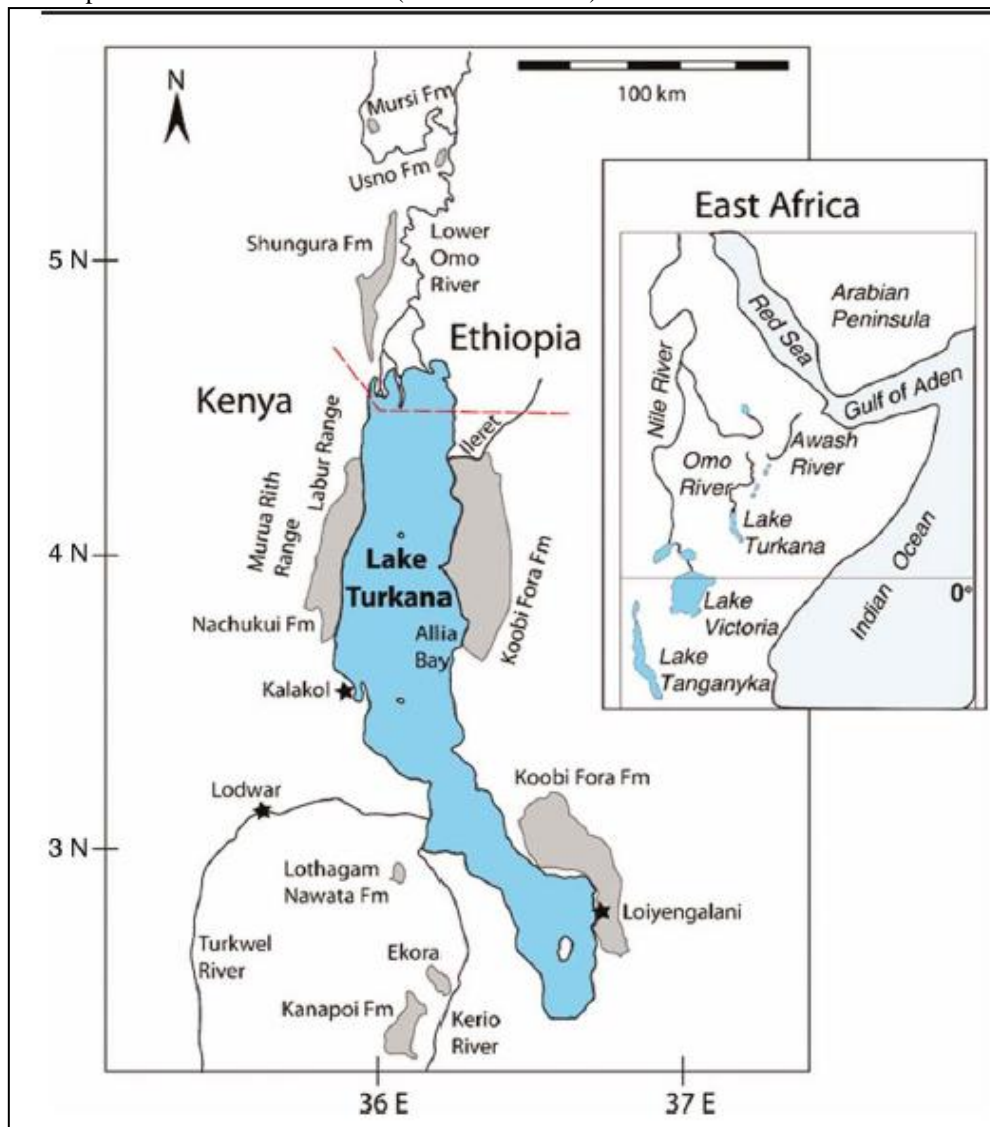 N
100 km
Mursi Fm
Usno Fm
Shungura Fm
Lower
Omo
River
5 N
Ethiopia
Kenya
Ileret
Labur Range
Murua Rith
Range
4 N
Lake
Turkana
Koobi Fora Fm
Nachukui Fm
Allia
Bay
Kalakol
Koobi Fora Fm
Lodwar
3 N
Lothagam
Nawata Fm
Loiyengalani
Turkwel
River
Ekora
Kanapoi Fm
Kerio
River
36 E
37 E
East Africa
Red Sea
Arabian
Peninsula
Nile River
Gulf of Aden
Awash
River
Omo
River
Lake
Turkana
Indian Ocean
0°
Lake
Victoria
Lake
Tanganyka